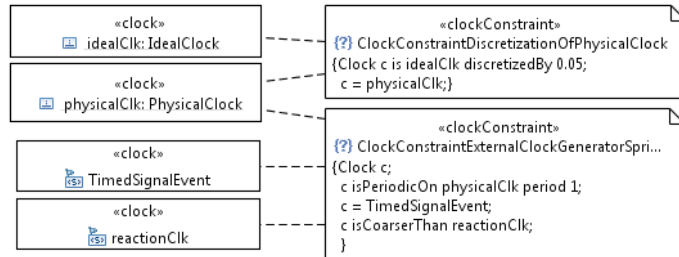 «clock»
idealClk: IdealClock
«clock»
physicalClk: PhysicalClock
«clock»
TimedSignalEvent
«clock»
reactionClk
«clockConstraint»
{?} ClockConstraintDiscretizationOfPhysicalClock
{Clock c is idealClk discretizedBy 0.05;
c = physicalClk;}
«clockConstraint»
{?} ClockConstraintExternalClockGeneratorSpri...
{Clock c;
c isPeriodicOn physicalClk period 1;
c = TimedSignalEvent;
c isCoarserThan reactionClk;
}